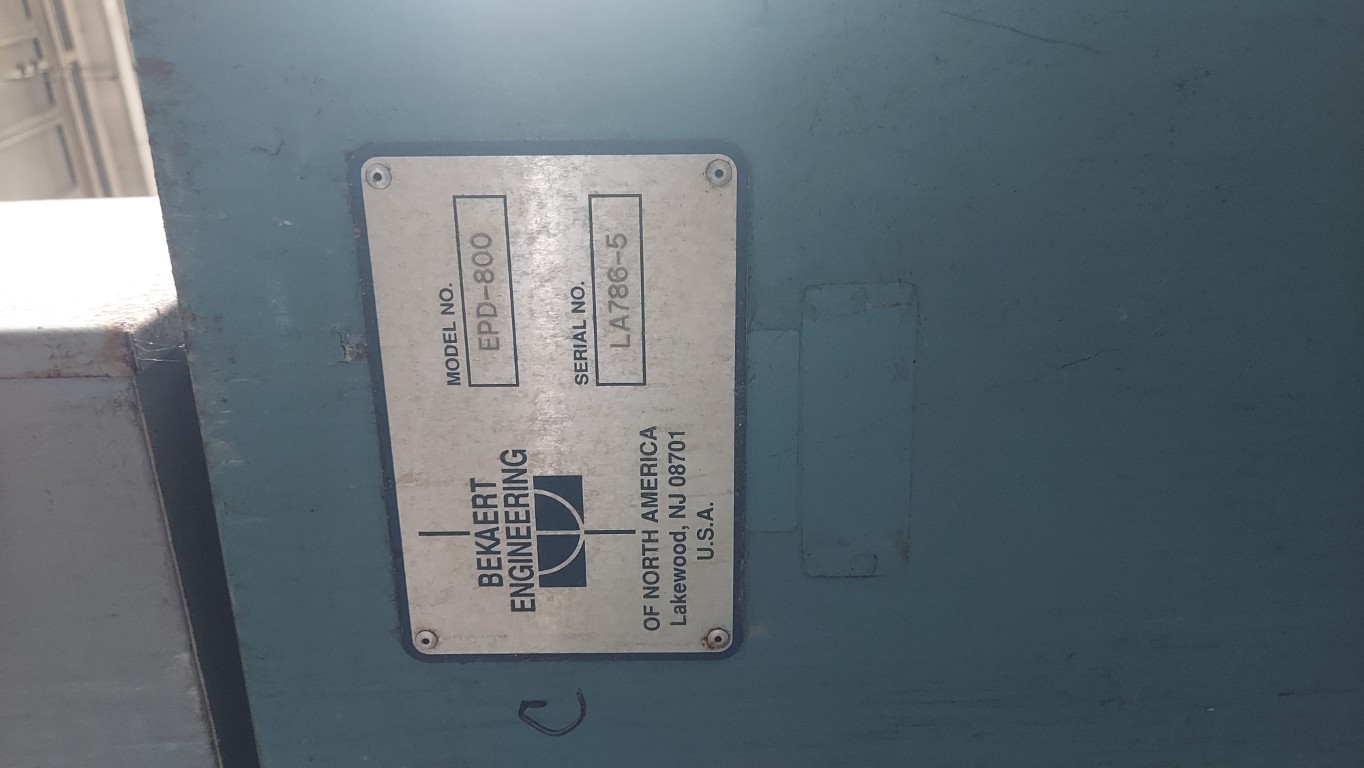 BEKAERT
ENGINEERING
OF NORTH AMERICA
Lakewood, NJ 08701
U.S.A.
MODEL NO.
EPD-800
SERIAL NO.
LA786-5